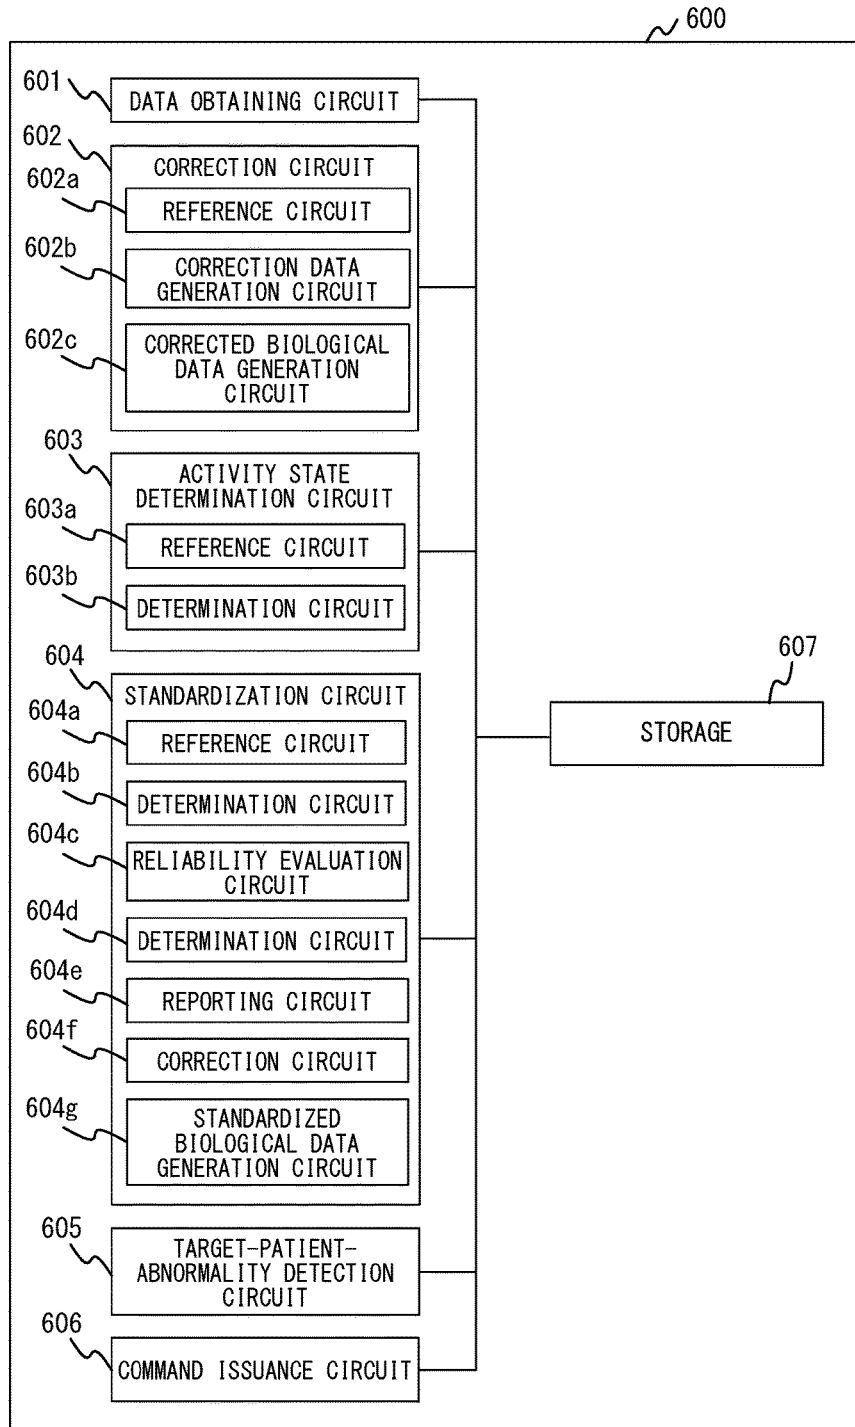 600
601
DATA OBTAINING CIRCUIT
602
CORRECTION CIRCUIT
602a
REFERENCE CIRCUIT
602b
CORRECTION DATA
GENERATION CIRCUIT
602c
CORRECTED BIOLOGICAL
DATA GENERATION
CIRCUIT
603
ACTIVITY STATE
DETERMINATION CIRCUIT
603a
REFERENCE CIRCUIT
603b
DETERMINATION CIRCUIT
604
STANDARDIZATION CIRCUIT
604a
REFERENCE CIRCUIT
604b
DETERMINATION CIRCUIT
604c
RELIABILITY EVALUATION
CIRCUIT
604d
DETERMINATION CIRCUIT
604e
REPORTING CIRCUIT
604f
CORRECTION CIRCUIT
604g
STANDARDIZED
BIOLOGICAL DATA
GENERATION CIRCUIT
605
TARGET-PATIENT-
ABNORMALITY DETECTION
CIRCUIT
606
COMMAND ISSUANCE CIRCUIT
607
STORAGE